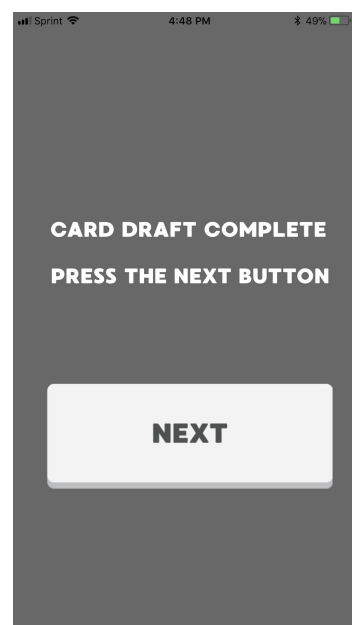 Sprint 4:48 PM 49%
CARD DRAFT COMPLETE
PRESS THE NEXT BUTTON
NEXT